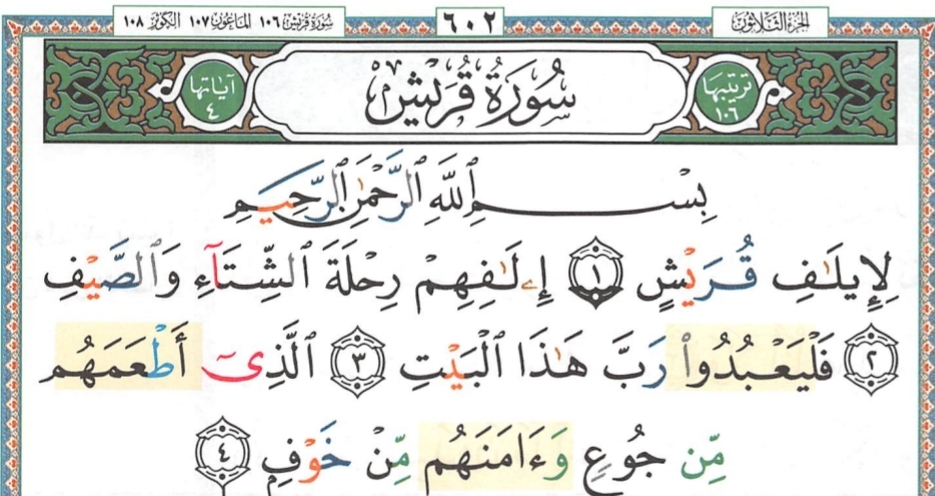 الجزء الثلاثون ٦٠٢ سورة قريش ١٠٦ الماعون ١٠٧ الكوثر ١٠٨
ترتيبها ١٠٦ سُورَةُ قُرَيْشٍ آياتها ٤
بِسْمِ ٱللَّهِ ٱلرَّحْمَٰنِ ٱلرَّحِيمِ
لِإِيلَٰفِ قُرَيْشٍ ١ إِۦلَٰفِهِمْ رِحْلَةَ ٱلشِّتَآءِ وَٱلصَّيْفِ
٢ فَلْيَعْبُدُوا۟ رَبَّ هَٰذَا ٱلْبَيْتِ ٣ ٱلَّذِىٓ أَطْعَمَهُم
مِّن جُوعٍ وَءَامَنَهُم مِّنْ خَوْفٍ ٤